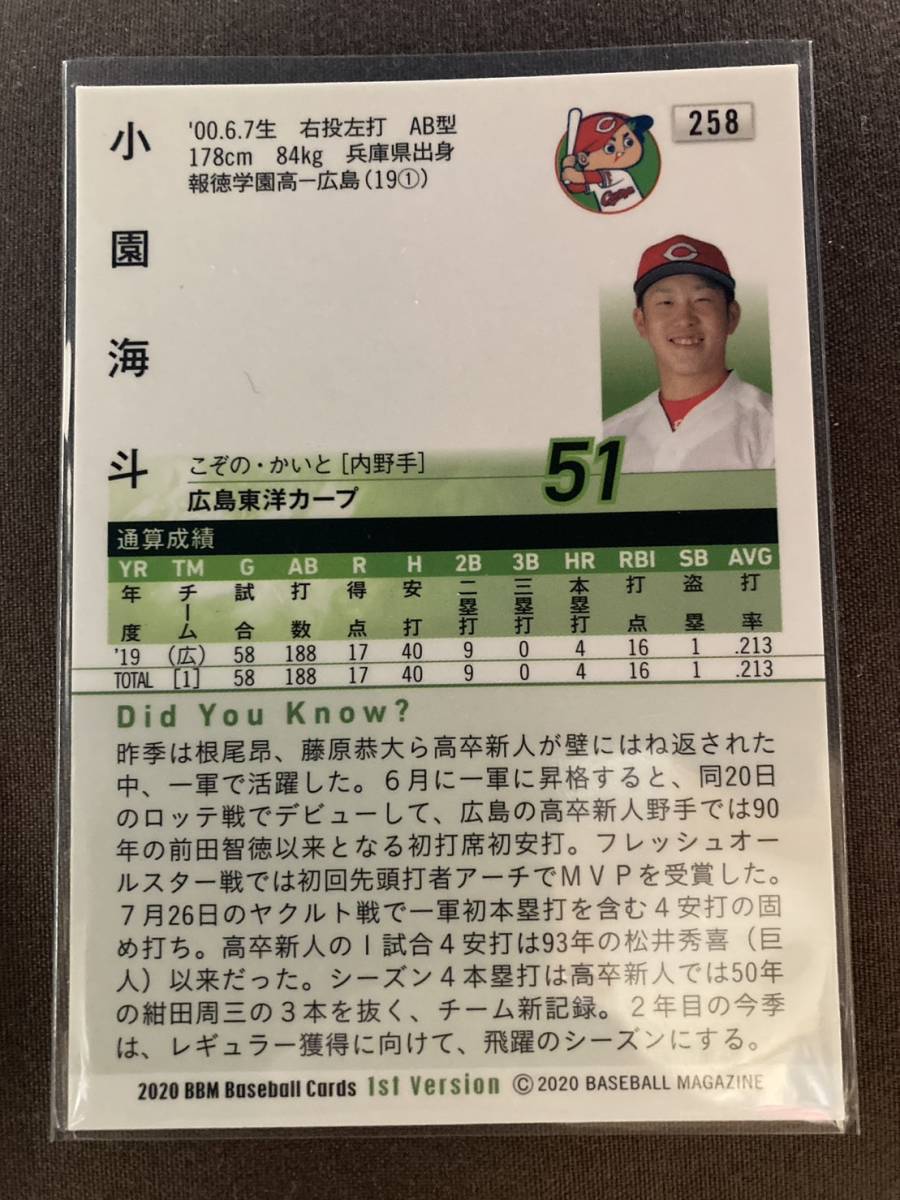 小園海斗
'00.6.7生 右投左打 AB型
178cm 84kg 兵庫県出身
報徳学園高ー広島(19①)
258
C
Carp
C
こぞの・かいと［内野手］
広島東洋カープ
51
通算成績
YR TM G AB R H 2B 3B HR RBI SB AVG
年度 チーム 試合 打数 得点 安打 二塁打 三塁打 本塁打 打点 盗塁 打率
'19 (広) 58 188 17 40 9 0 4 16 1 .213
TOTAL [1] 58 188 17 40 9 0 4 16 1 .213
Did You Know?
昨季は根尾昂、藤原恭大ら高卒新人が壁にはね返された
中、一軍で活躍した。６月に一軍に昇格すると、同20日
のロッテ戦でデビューして、広島の高卒新人野手では90
年の前田智徳以来となる初打席初安打。フレッシュオー
ルスター戦では初回先頭打者アーチでＭＶＰを受賞した。
７月26日のヤクルト戦で一軍初本塁打を含む４安打の固
め打ち。高卒新人の１試合４安打は93年の松井秀喜（巨
人）以来だった。シーズン４本塁打は高卒新人では50年
の紺田周三の３本を抜く、チーム新記録。２年目の今季
は、レギュラー獲得に向けて、飛躍のシーズンにする。
2020 BBM Baseball Cards 1st Version © 2020 BASEBALL MAGAZINE